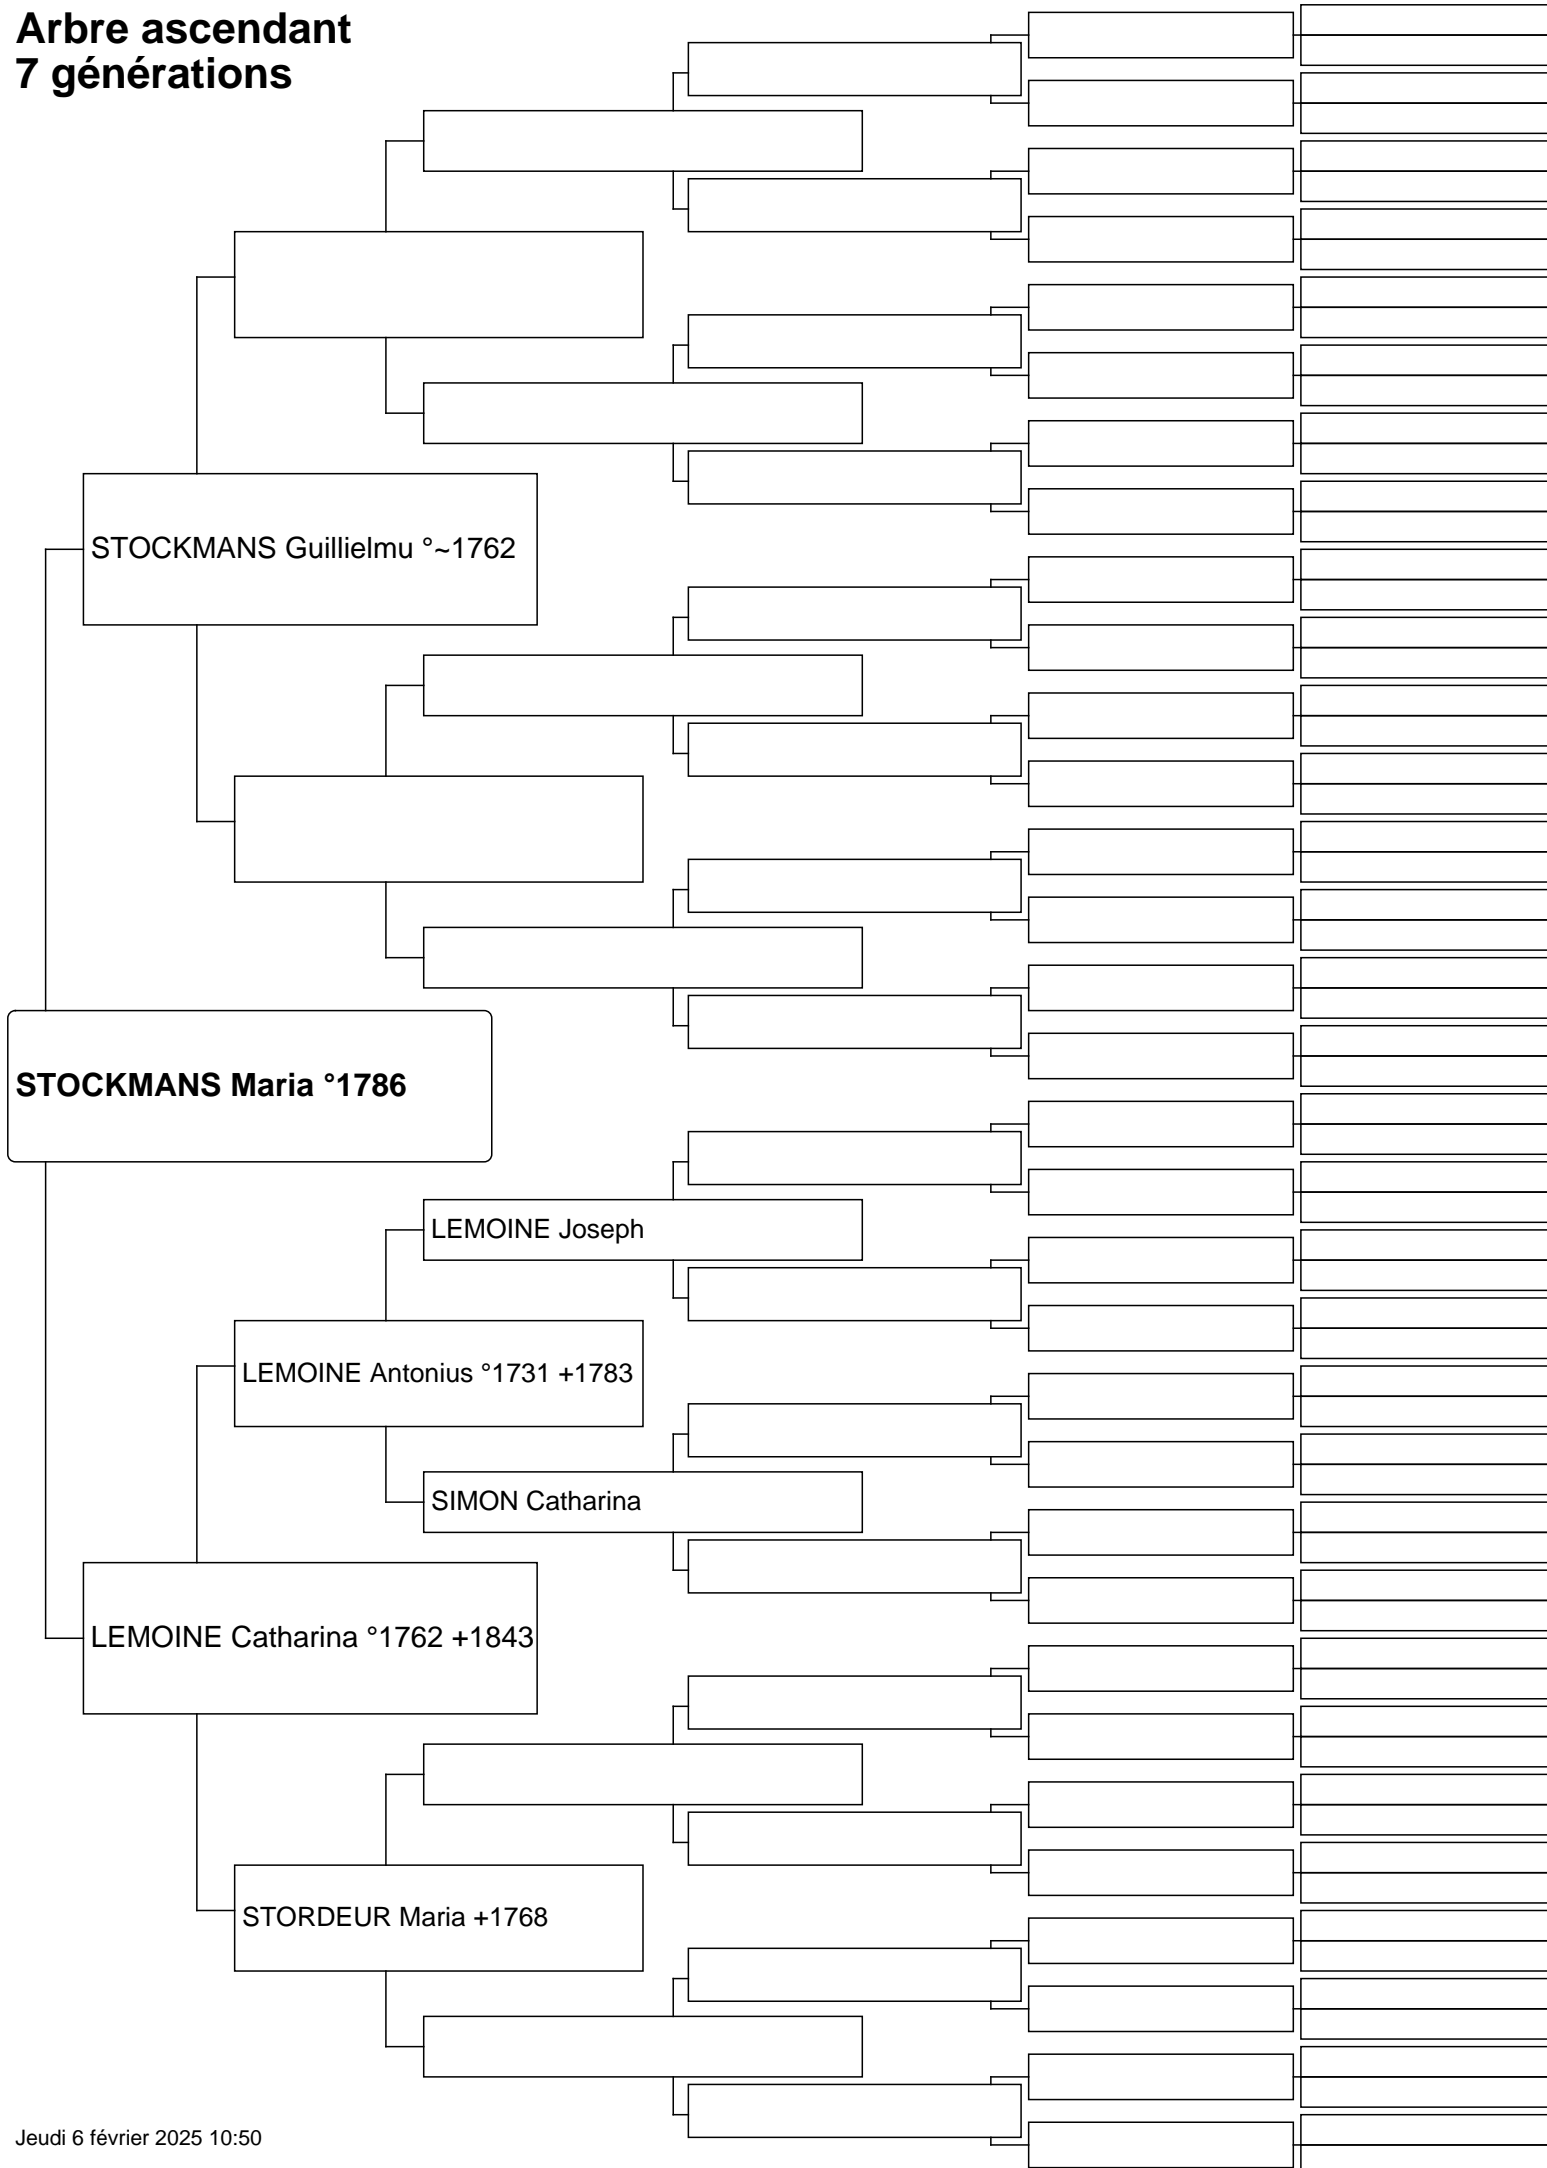 Arbre ascendant
7 générations
STOCKMANS Guillielmu °~1762
STOCKMANS Maria °1786
LEMOINE Joseph
LEMOINE Antonius °1731 +1783
SIMON Catharina
LEMOINE Catharina °1762 +1843
STORDEUR Maria +1768
Jeudi 6 février 2025 10:50